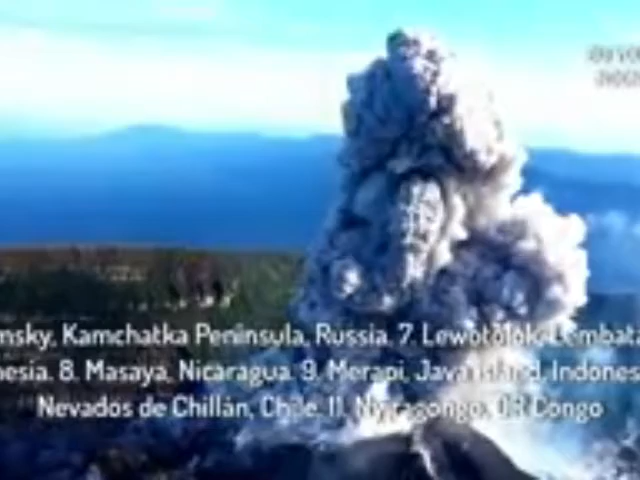 nsky, Kamchatka Peninsula, Russia. 7. Lewotolok, Lembata
nesia. 8. Masaya, Nicaragua. 9. Merapi, Java Island, Indones
Nevados de Chillán, Chile. 11. Nyiragongo, DR Congo